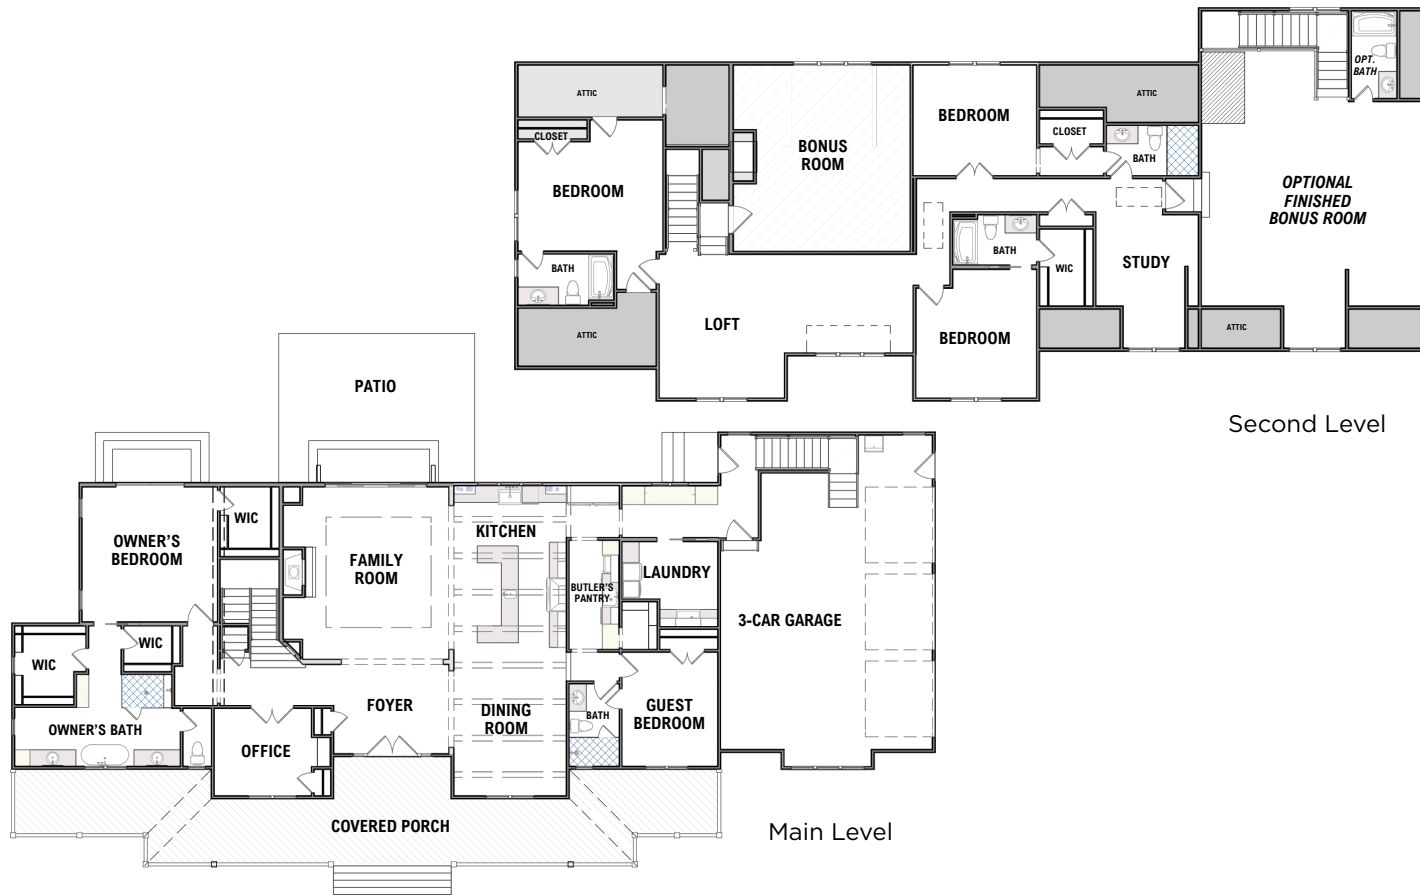 ATTIC
OPT.
BATH
BEDROOM
ATTIC
CLOSET
CLOSET
BONUS
ROOM
BATH
BEDROOM
OPTIONAL
FINISHED
BONUS ROOM
BATH
BATH
WIC
STUDY
LOFT
ATTIC
BEDROOM
ATTIC
Second Level
PATIO
WIC
KITCHEN
OWNER'S
BEDROOM
FAMILY
ROOM
LAUNDRY
BUTLER'S
PANTRY
3-CAR GARAGE
WIC
WIC
FOYER
GUEST
BEDROOM
DINING
ROOM
BATH
OWNER'S BATH
OFFICE
COVERED PORCH
Main Level